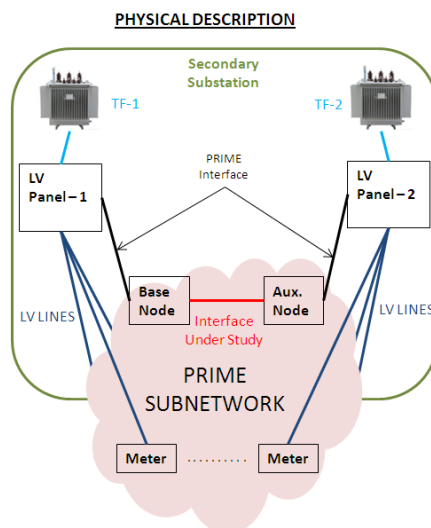 PHYSICAL DESCRIPTION
Secondary
Substation
TF-1
TF-2
PRIME
Interface
LV
Panel – 1
LV
Panel – 2
Base
Node
Aux.
Node
LV LINES
LV LINES
Interface
Under Study
PRIME
SUBNETWORK
Meter
..........
Meter